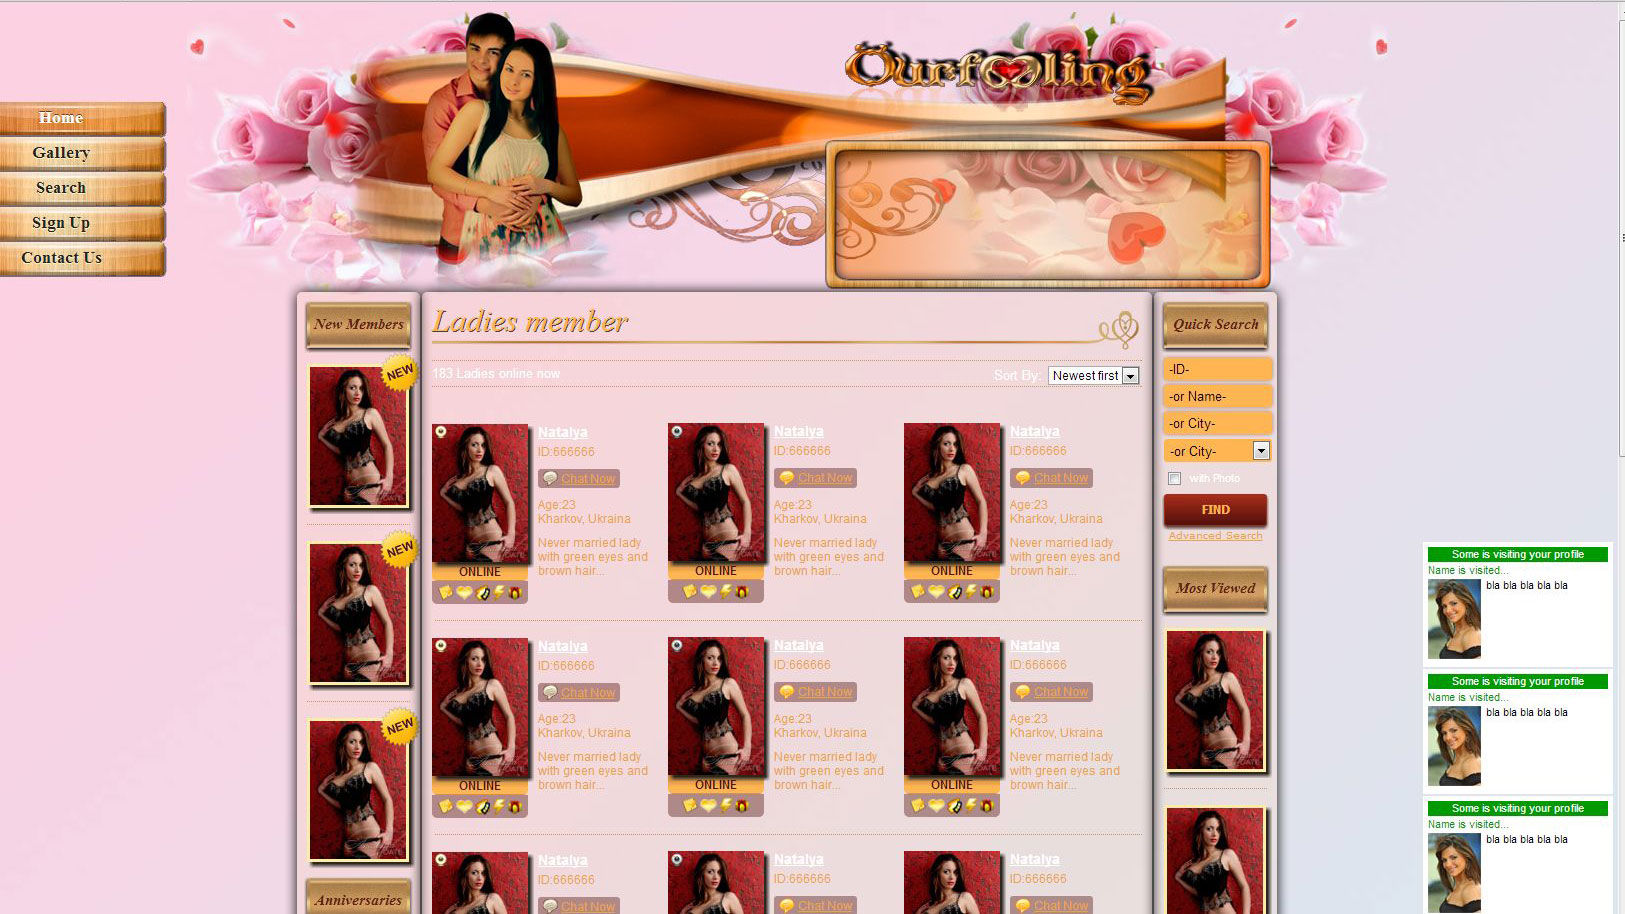 Ourfeeling
Home
Gallery
Search
Sign Up
Contact Us
New Members
NEW
NEW
NEW
Anniversaries
Ladies member
183 Ladies online now
Sort By: Newest first
Natalya
ID:666666
Chat Now
Age:23
Kharkov, Ukraina
Never married lady
with green eyes and
brown hair...
ONLINE
Natalya
ID:666666
Chat Now
Age:23
Kharkov, Ukraina
Never married lady
with green eyes and
brown hair...
ONLINE
Natalya
ID:666666
Chat Now
Age:23
Kharkov, Ukraina
Never married lady
with green eyes and
brown hair...
ONLINE
Natalya
ID:666666
Chat Now
Age:23
Kharkov, Ukraina
Never married lady
with green eyes and
brown hair...
ONLINE
Natalya
ID:666666
Chat Now
Age:23
Kharkov, Ukraina
Never married lady
with green eyes and
brown hair...
ONLINE
Natalya
ID:666666
Chat Now
Age:23
Kharkov, Ukraina
Never married lady
with green eyes and
brown hair...
ONLINE
Natalya
ID:666666
Chat Now
Natalya
ID:666666
Chat Now
Natalya
ID:666666
Chat Now
Quick Search
-ID-
-or Name-
-or City-
-or City-
with Photo
FIND
Advanced Search
Most Viewed
Some is visiting your profile
Name is visited...
bla bla bla bla bla
Some is visiting your profile
Name is visited...
bla bla bla bla bla
Some is visiting your profile
Name is visited...
bla bla bla bla bla